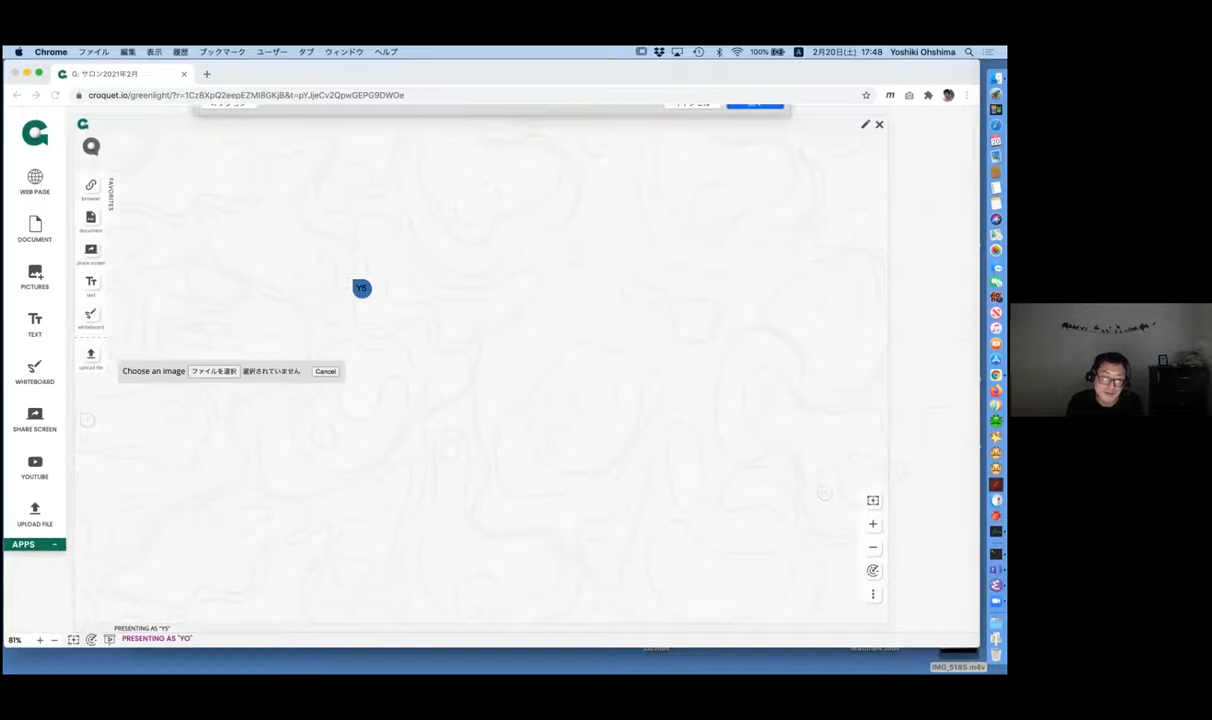 Chrome ファイル 編集 表示 履歴 ブックマーク ユーザー タブ ウィンドウ ヘルプ 100% A 2月20日(土) 17:48 Yoshiki Ohshima
G: サロン2021年2月
croquet.io/greenlight/?r=1Cz8XpQ2eepEZMI8GKjB&t=pYJjeCv2QpwGEPG9DWOe
WEB PAGE
DOCUMENT
PICTURES
TEXT
WHITEBOARD
SHARE SCREEN
YOUTUBE
UPLOAD FILE
APPS -
FAVORITES
browser
document
share screen
text
whiteboard
upload file
Y5
Choose an image ファイルを選択 選択されていません Cancel
PRESENTING AS "Y5"
81% + - PRESENTING AS "YO"
IMG_5185.m4v